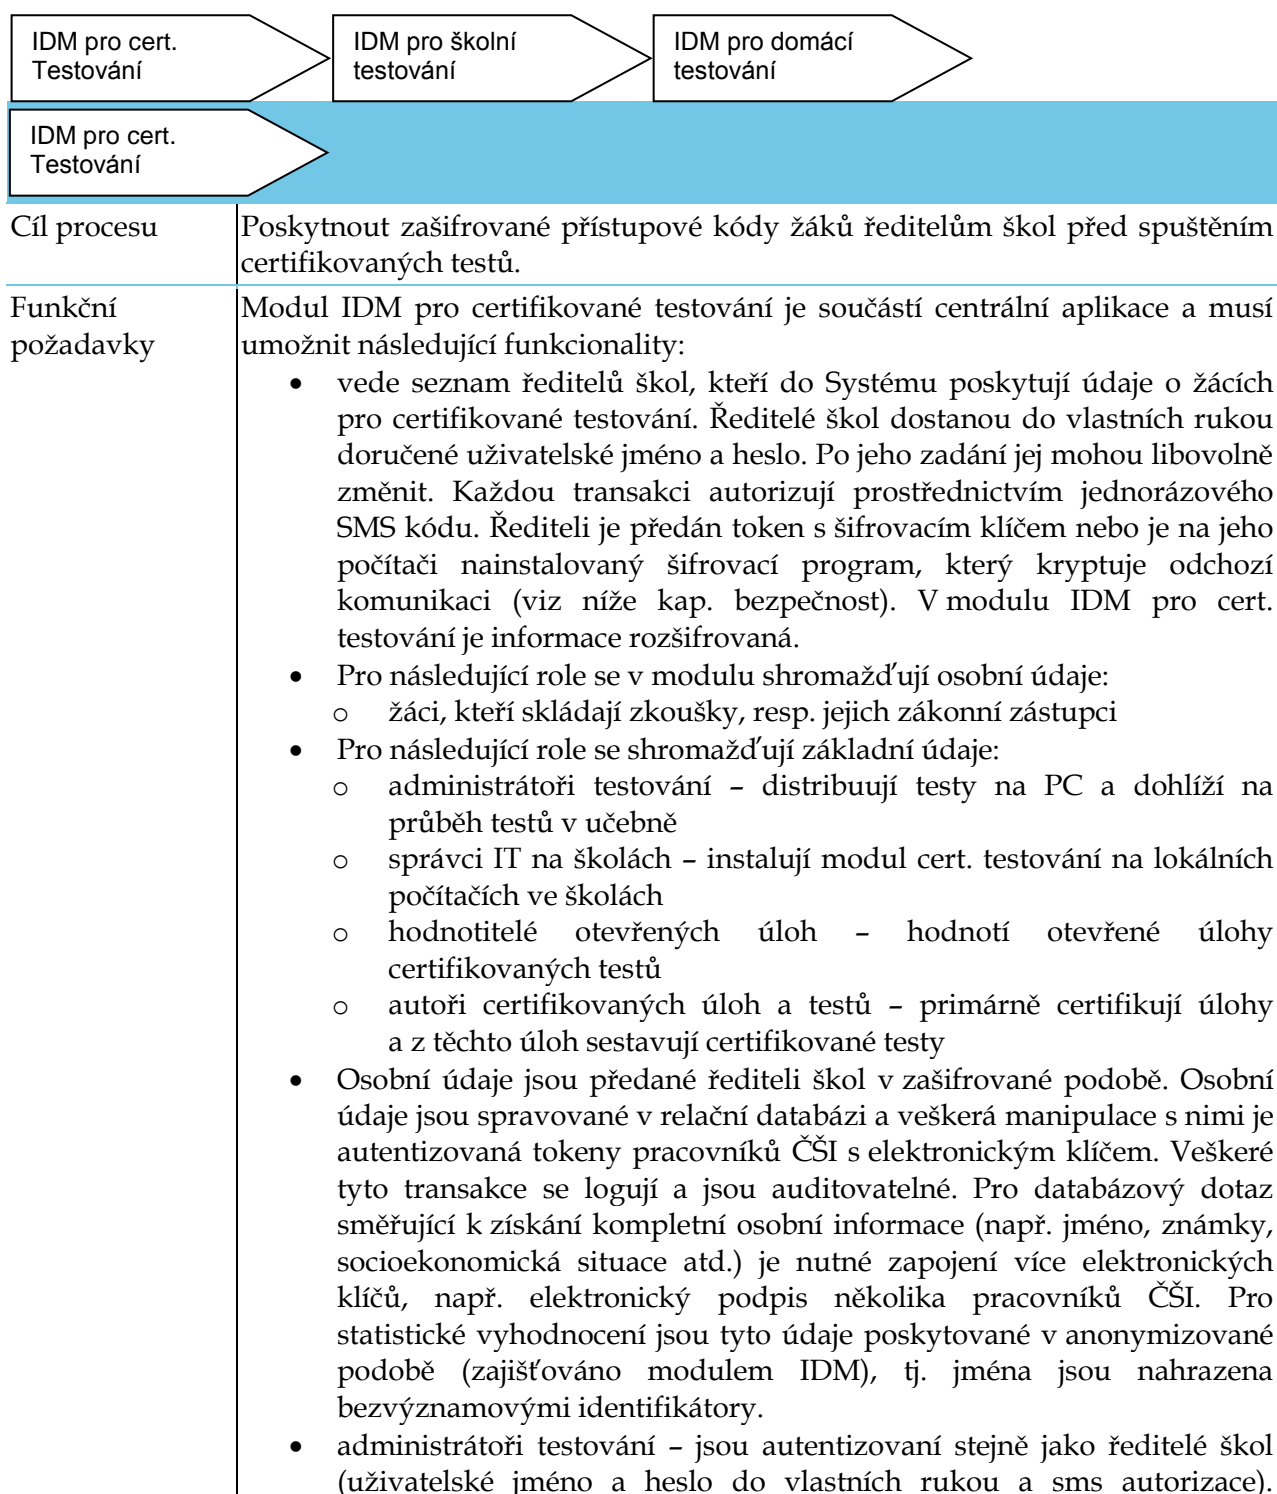 IDM pro cert.
Testování
IDM pro školní
testování
IDM pro domácí
testování
IDM pro cert.
Testování
Cíl procesu
Poskytnout zašifrované přístupové kódy žáků ředitelům škol před spuštěním
certifikovaných testů.
Funkční
požadavky
Modul IDM pro certifikované testování je součástí centrální aplikace a musí
umožnit následující funkcionality:
• vede seznam ředitelů škol, kteří do Systému poskytují údaje o žácích
pro certifikované testování. Ředitelé škol dostanou do vlastních rukou
doručené uživatelské jméno a heslo. Po jeho zadání jej mohou libovolně
změnit. Každou transakci autorizují prostřednictvím jednorázového
SMS kódu. Řediteli je předán token s šifrovacím klíčem nebo je na jeho
počítači nainstalovaný šifrovací program, který kryptuje odchozí
komunikaci (viz níže kap. bezpečnost). V modulu IDM pro cert.
testování je informace rozšifrovaná.
• Pro následující role se v modulu shromažďují osobní údaje:
o žáci, kteří skládají zkoušky, resp. jejich zákonní zástupci
• Pro následující role se shromažďují základní údaje:
o administrátoři testování – distribuují testy na PC a dohlíží na
průběh testů v učebně
o správci IT na školách – instalují modul cert. testování na lokálních
počítačích ve školách
o hodnotitelé otevřených úloh – hodnotí otevřené úlohy
certifikovaných testů
o autoři certifikovaných úloh a testů – primárně certifikují úlohy
a z těchto úloh sestavují certifikované testy
• Osobní údaje jsou předané řediteli škol v zašifrované podobě. Osobní
údaje jsou spravované v relační databázi a veškerá manipulace s nimi je
autentizovaná tokeny pracovníků ČŠI s elektronickým klíčem. Veškeré
tyto transakce se logují a jsou auditovatelné. Pro databázový dotaz
směřující k získání kompletní osobní informace (např. jméno, známky,
socioekonomická situace atd.) je nutné zapojení více elektronických
klíčů, např. elektronický podpis několika pracovníků ČŠI. Pro
statistické vyhodnocení jsou tyto údaje poskytované v anonymizované
podobě (zajišťováno modulem IDM), tj. jména jsou nahrazena
bezvýznamovými identifikátory.
• administrátoři testování – jsou autentizovaní stejně jako ředitelé škol
(uživatelské jméno a heslo do vlastních rukou a sms autorizace).